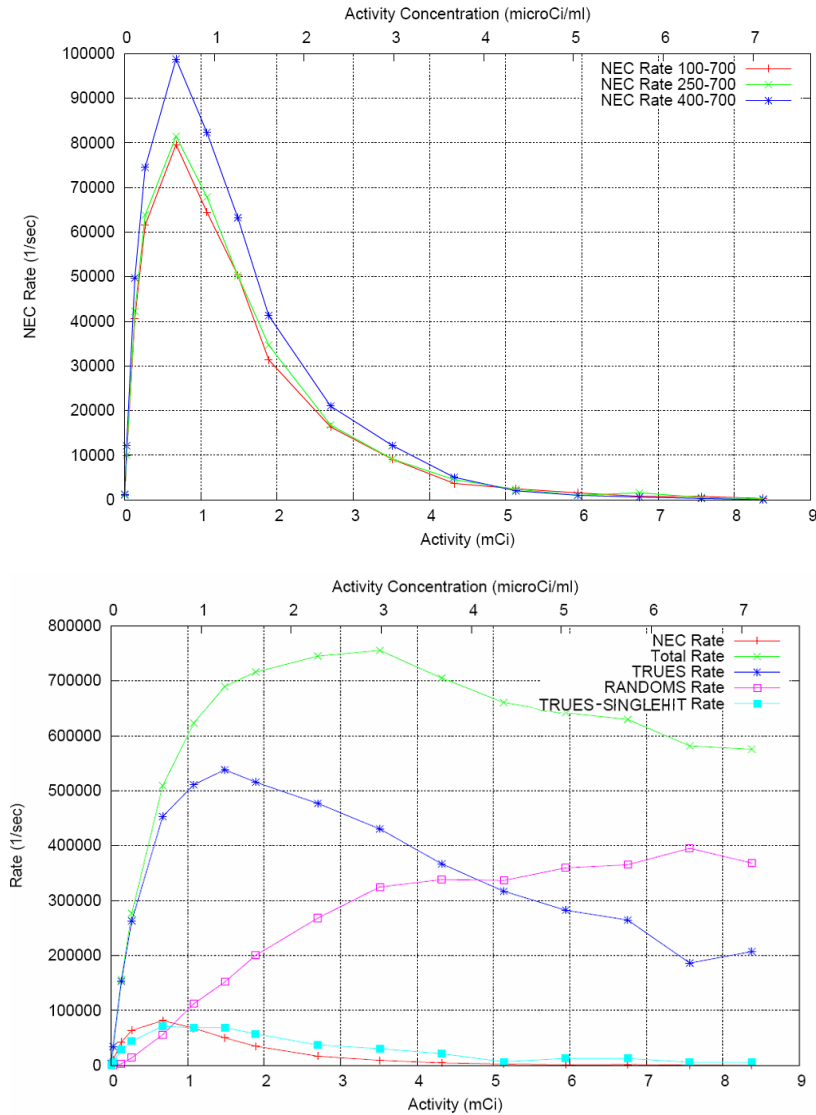 Activity Concentration (microCi/ml)
0 1 2 3 4 5 6 7
100000
90000
80000
70000
60000
50000
40000
30000
20000
10000
0
NEC Rate (1/sec)
NEC Rate 100-700
NEC Rate 250-700
NEC Rate 400-700
0 1 2 3 4 5 6 7 8 9
Activity (mCi)
Activity Concentration (microCi/ml)
0 1 2 3 4 5 6 7
800000
700000
600000
500000
400000
300000
200000
100000
0
Rate (1/sec)
NEC Rate
Total Rate
TRUES Rate
RANDOMS Rate
TRUES-SINGLEHIT Rate
0 1 2 3 4 5 6 7 8 9
Activity (mCi)